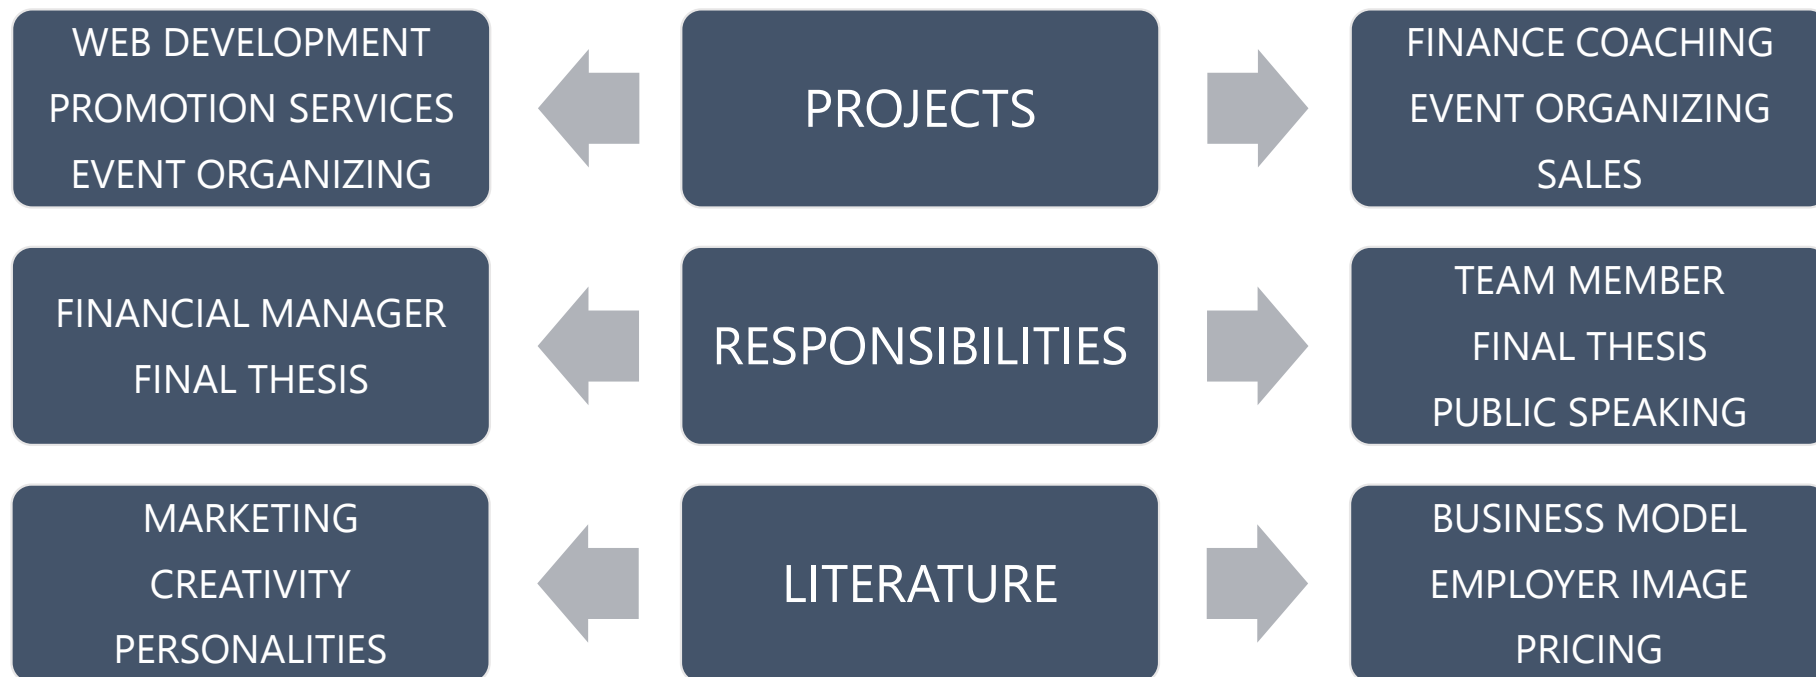 WEB DEVELOPMENT
PROMOTION SERVICES
EVENT ORGANIZING
PROJECTS
FINANCE COACHING
EVENT ORGANIZING
SALES
FINANCIAL MANAGER
FINAL THESIS
RESPONSIBILITIES
TEAM MEMBER
FINAL THESIS
PUBLIC SPEAKING
MARKETING
CREATIVITY
PERSONALITIES
LITERATURE
BUSINESS MODEL
EMPLOYER IMAGE
PRICING